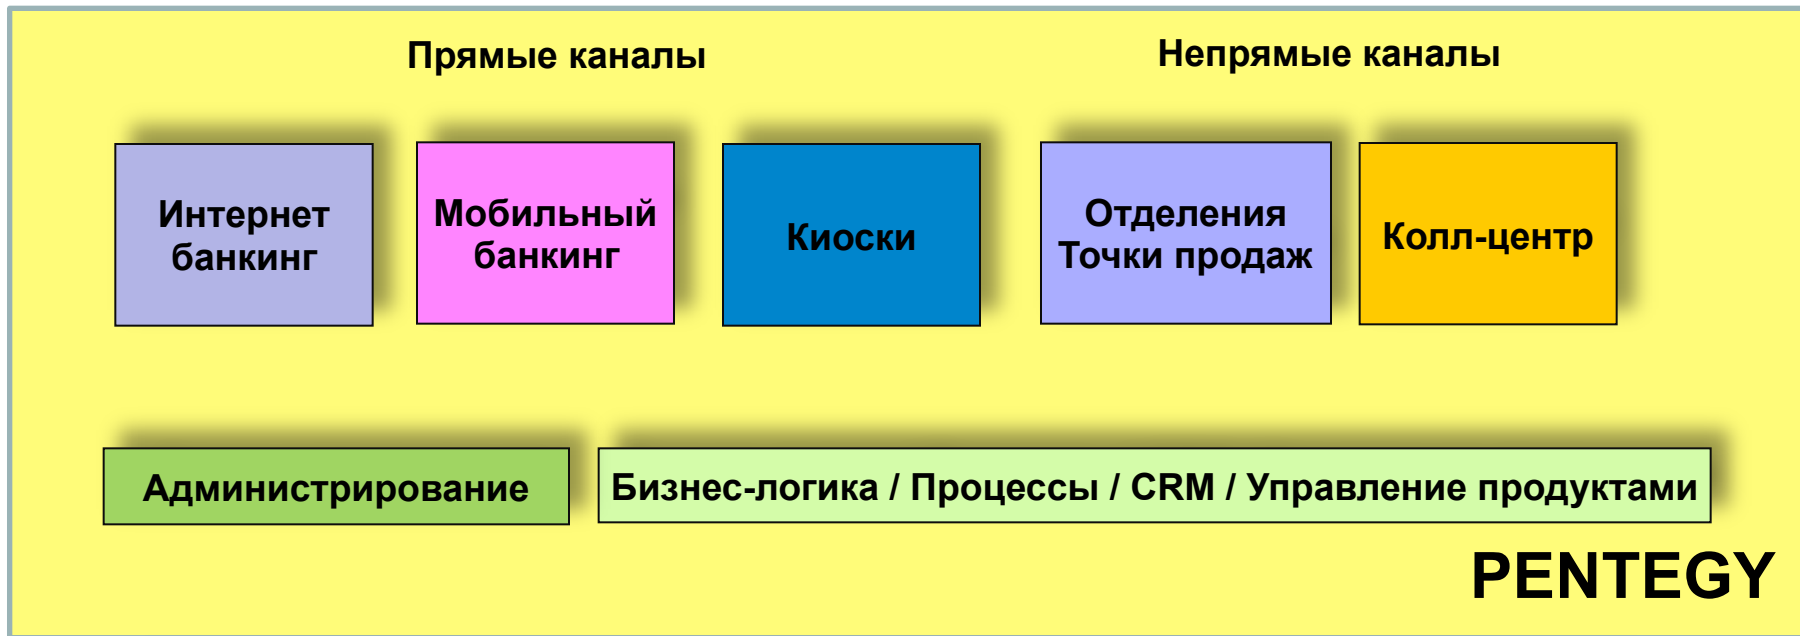 Прямые каналы
Непрямые каналы
Интернет
банкинг
Мобильный
банкинг
Киоски
Отделения
Точки продаж
Колл-центр
Администрирование
Бизнес-логика / Процессы / CRM / Управление продуктами
PENTEGY